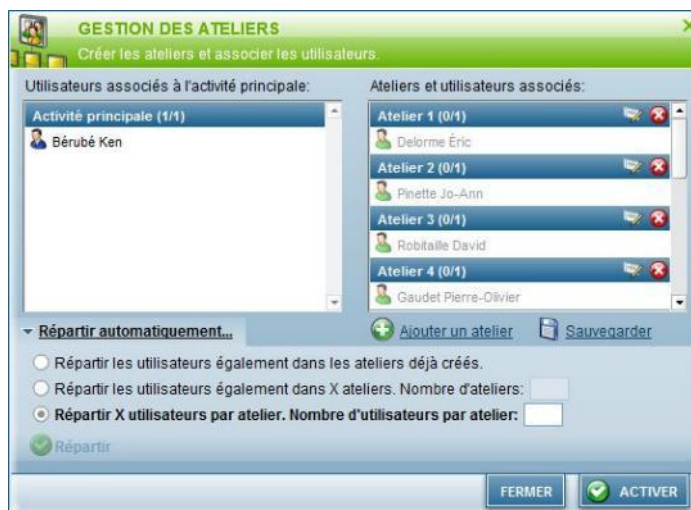 GESTION DES ATELIERS
Créer les ateliers et associer les utilisateurs.
Utilisateurs associés à l'activité principale:
Activité principale (1/1)
Bérubé Ken
Ateliers et utilisateurs associés:
Atelier 1 (0/1)
Delorme Éric
Atelier 2 (0/1)
Pinette Jo-Ann
Atelier 3 (0/1)
Robitaille David
Atelier 4 (0/1)
Gaudet Pierre-Olivier
Répartir automatiquement...
Ajouter un atelier
Sauvegarder
Répartir les utilisateurs également dans les ateliers déjà créés.
Répartir les utilisateurs également dans X ateliers. Nombre d'ateliers:
Répartir X utilisateurs par atelier. Nombre d'utilisateurs par atelier:
Répartir
FERMER
ACTIVER